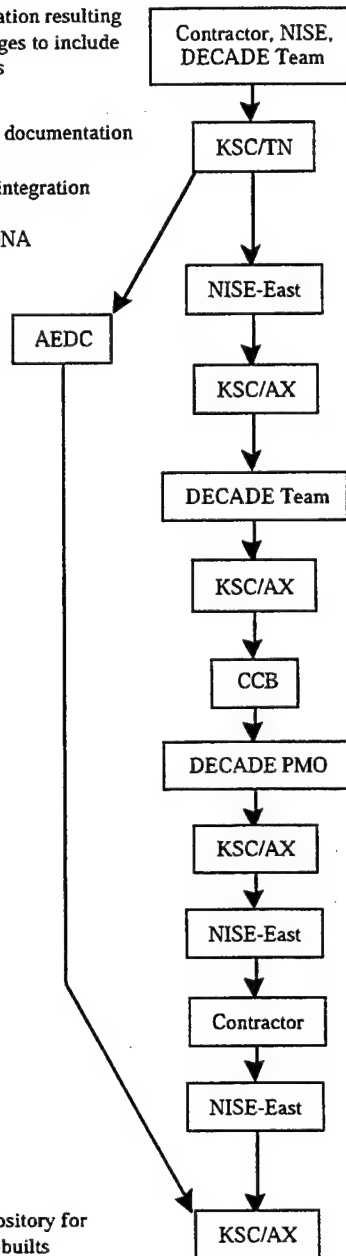 ation resulting
ges to include
s
documentation
integration
NA
Contractor, NISE,
DECADE Team
KSC/TN
NISE-East
AEDC
KSC/AX
DECADE Team
KSC/AX
CCB
DECADE PMO
KSC/AX
NISE-East
Contractor
NISE-East
ository for
-builts
KSC/AX